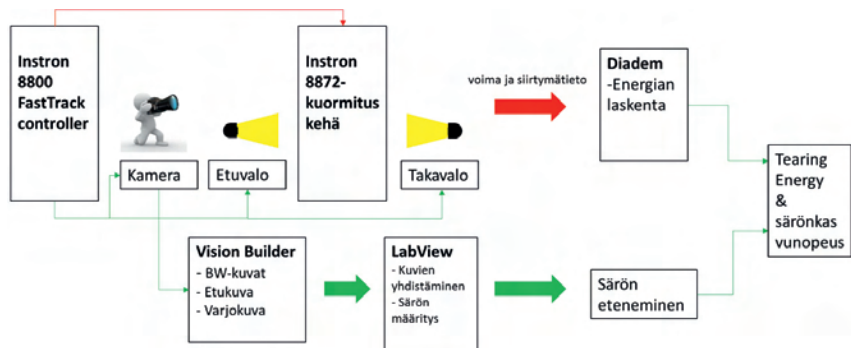 Instron
8800
FastTrack
controller
Instron
8872-
kuormitus
kehä
voima ja siirtymätieto
Diadem
-Energian
laskenta
Kamera
Etuvalo
Takavalo
Tearing
Energy
&
särönkas
vunopeus
Vision Builder
- BW-kuvat
- Etukuva
- Varjokuva
LabView
- Kuvien
yhdistäminen
- Särön
määritys
Särön
eteneminen